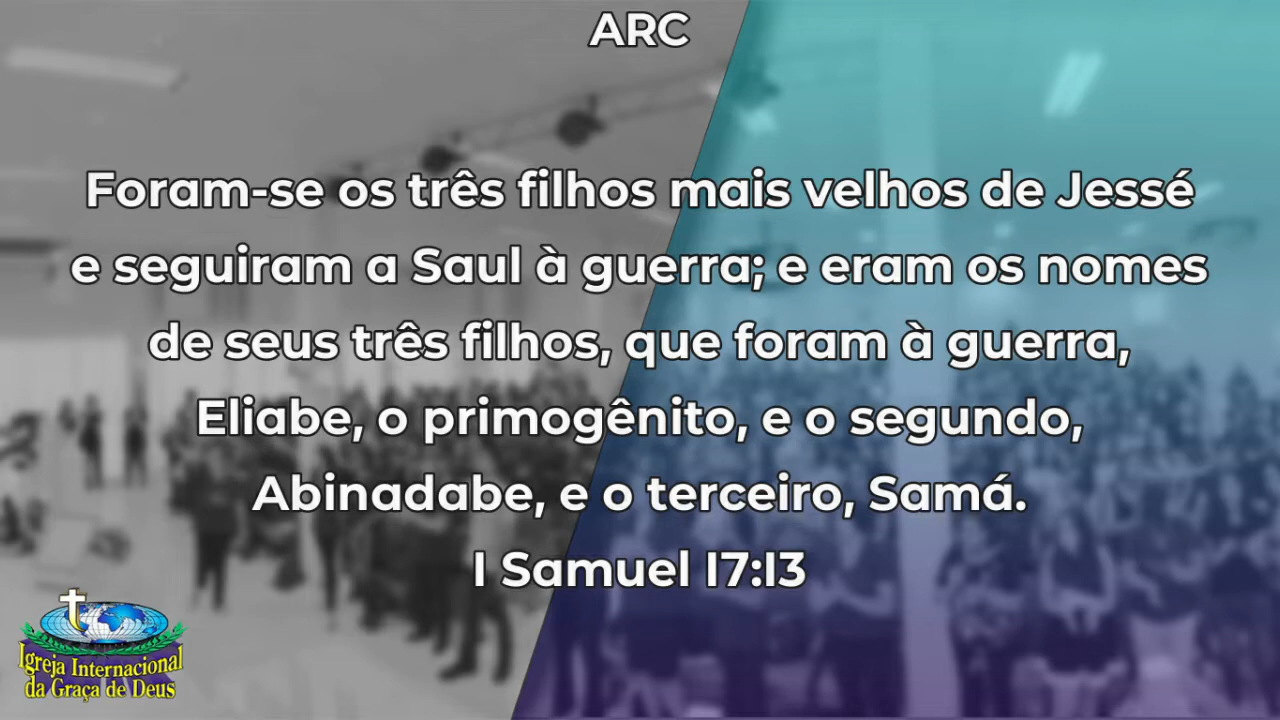 ARC
Foram-se os três filhos mais velhos de Jessé
e seguiram a Saul à guerra; e eram os nomes
de seus três filhos, que foram à guerra,
Eliabe, o primogênito, e o segundo,
Abinadabe, e o terceiro, Samá.
I Samuel 17:13
Igreja Internacional
da Graça de Deus